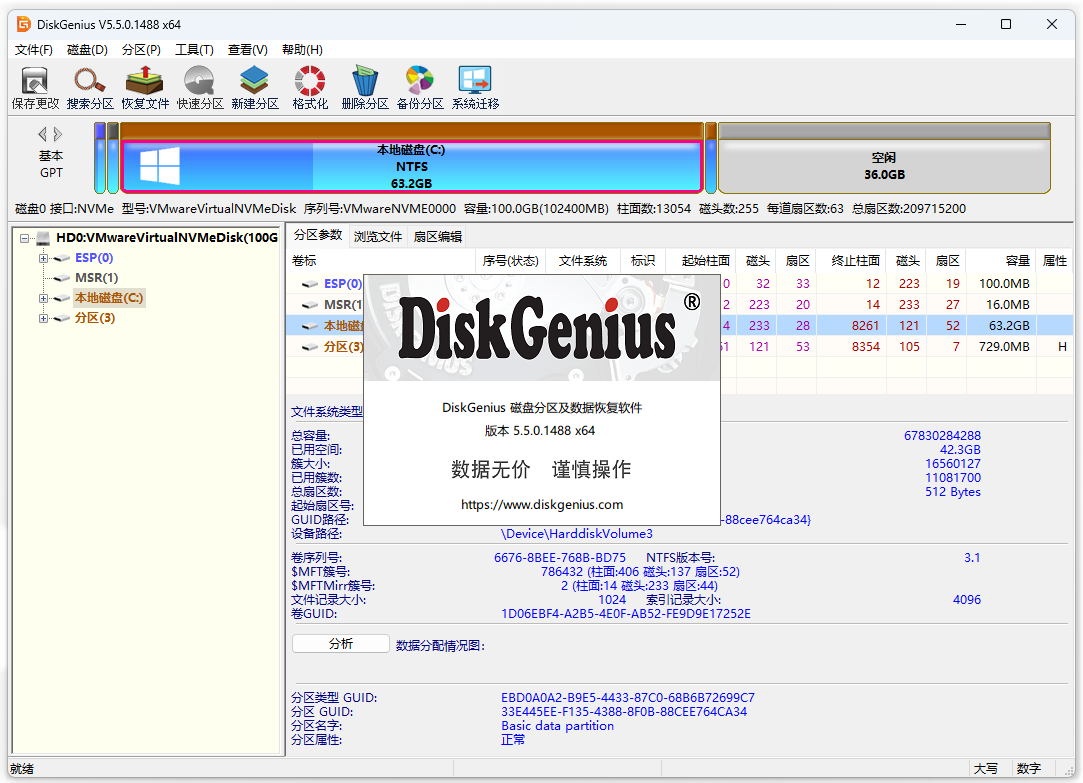 DiskGenius V5.5.0.1488 x64
文件(F) 磁盘(D) 分区(P) 工具(T) 查看(V) 帮助(H)
保存更改 搜索分区 恢复文件 快速分区 新建分区 格式化 删除分区 备份分区 系统迁移
基本
GPT
本地磁盘(C:)
NTFS
63.2GB
空闲
36.0GB
磁盘0 接口:NVMe 型号:VMwareVirtualNVMeDisk 序列号:VMwareNVME0000 容量:100.0GB(102400MB) 柱面数:13054 磁头数:255 每道扇区数:63 总扇区数:209715200
HD0:VMwareVirtualNVMeDisk(100G
ESP(0)
MSR(1)
本地磁盘(C:)
分区(3)
分区参数 浏览文件 扇区编辑
卷标 序号(状态) 文件系统 标识 起始柱面 磁头 扇区 终止柱面 磁头 扇区 容量 属性
ESP(0) 0 32 33 12 223 19 100.0MB
MSR(1 2 223 20 14 233 27 16.0MB
本地磁 4 233 28 8261 121 52 63.2GB
分区(3) 51 121 53 8354 105 7 729.0MB H
DiskGenius®
DiskGenius 磁盘分区及数据恢复软件
版本 5.5.0.1488 x64
数据无价 谨慎操作
https://www.diskgenius.com
文件系统类型
总容量: 67830284288
已用空间: 42.3GB
簇大小: 16560127
已用簇数: 11081700
总扇区数: 512 Bytes
起始扇区号:
GUID路径: -88cee764ca34}
设备路径: \Device\HarddiskVolume3
卷序列号: 6676-8BEE-768B-BD75 NTFS版本号: 3.1
$MFT簇号: 786432 (柱面:406 磁头:137 扇区:52)
$MFTMirr簇号: 2 (柱面:14 磁头:233 扇区:44)
文件记录大小: 1024 索引记录大小: 4096
卷GUID: 1D06EBF4-A2B5-4E0F-AB52-FE9D9E17252E
分析 数据分配情况图:
分区类型 GUID: EBD0A0A2-B9E5-4433-87C0-68B6B72699C7
分区 GUID: 33E445EE-F135-4388-8F0B-88CEE764CA34
分区名字: Basic data partition
分区属性: 正常
就绪 大写 数字